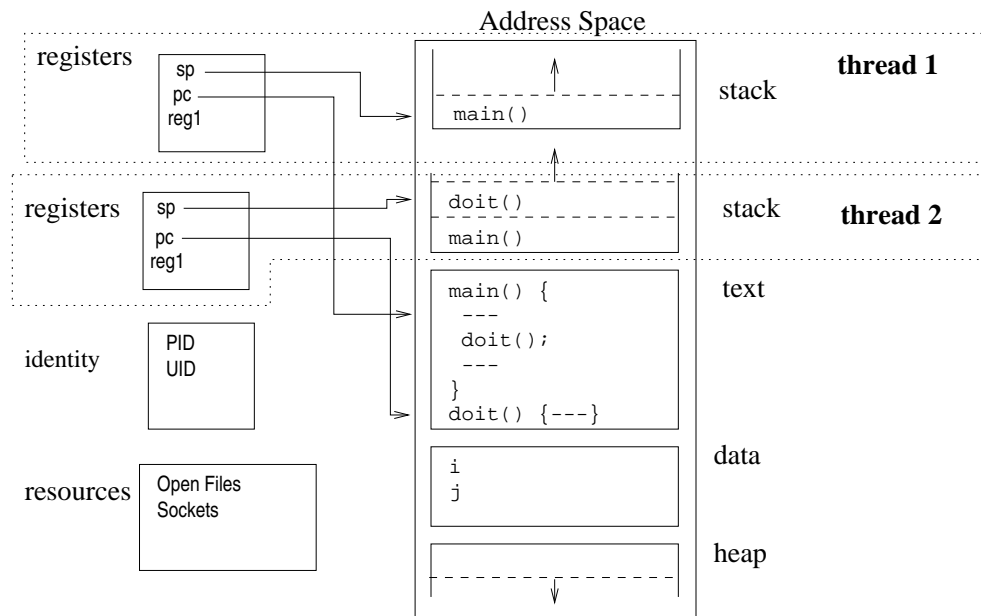 Address Space
registers
sp
pc
reg1
main()
stack
thread 1
registers
sp
pc
reg1
doit()
main()
stack
thread 2
main() {
---
doit();
---
}
doit() {---}
text
identity
PID
UID
i
j
data
resources
Open Files
Sockets
heap